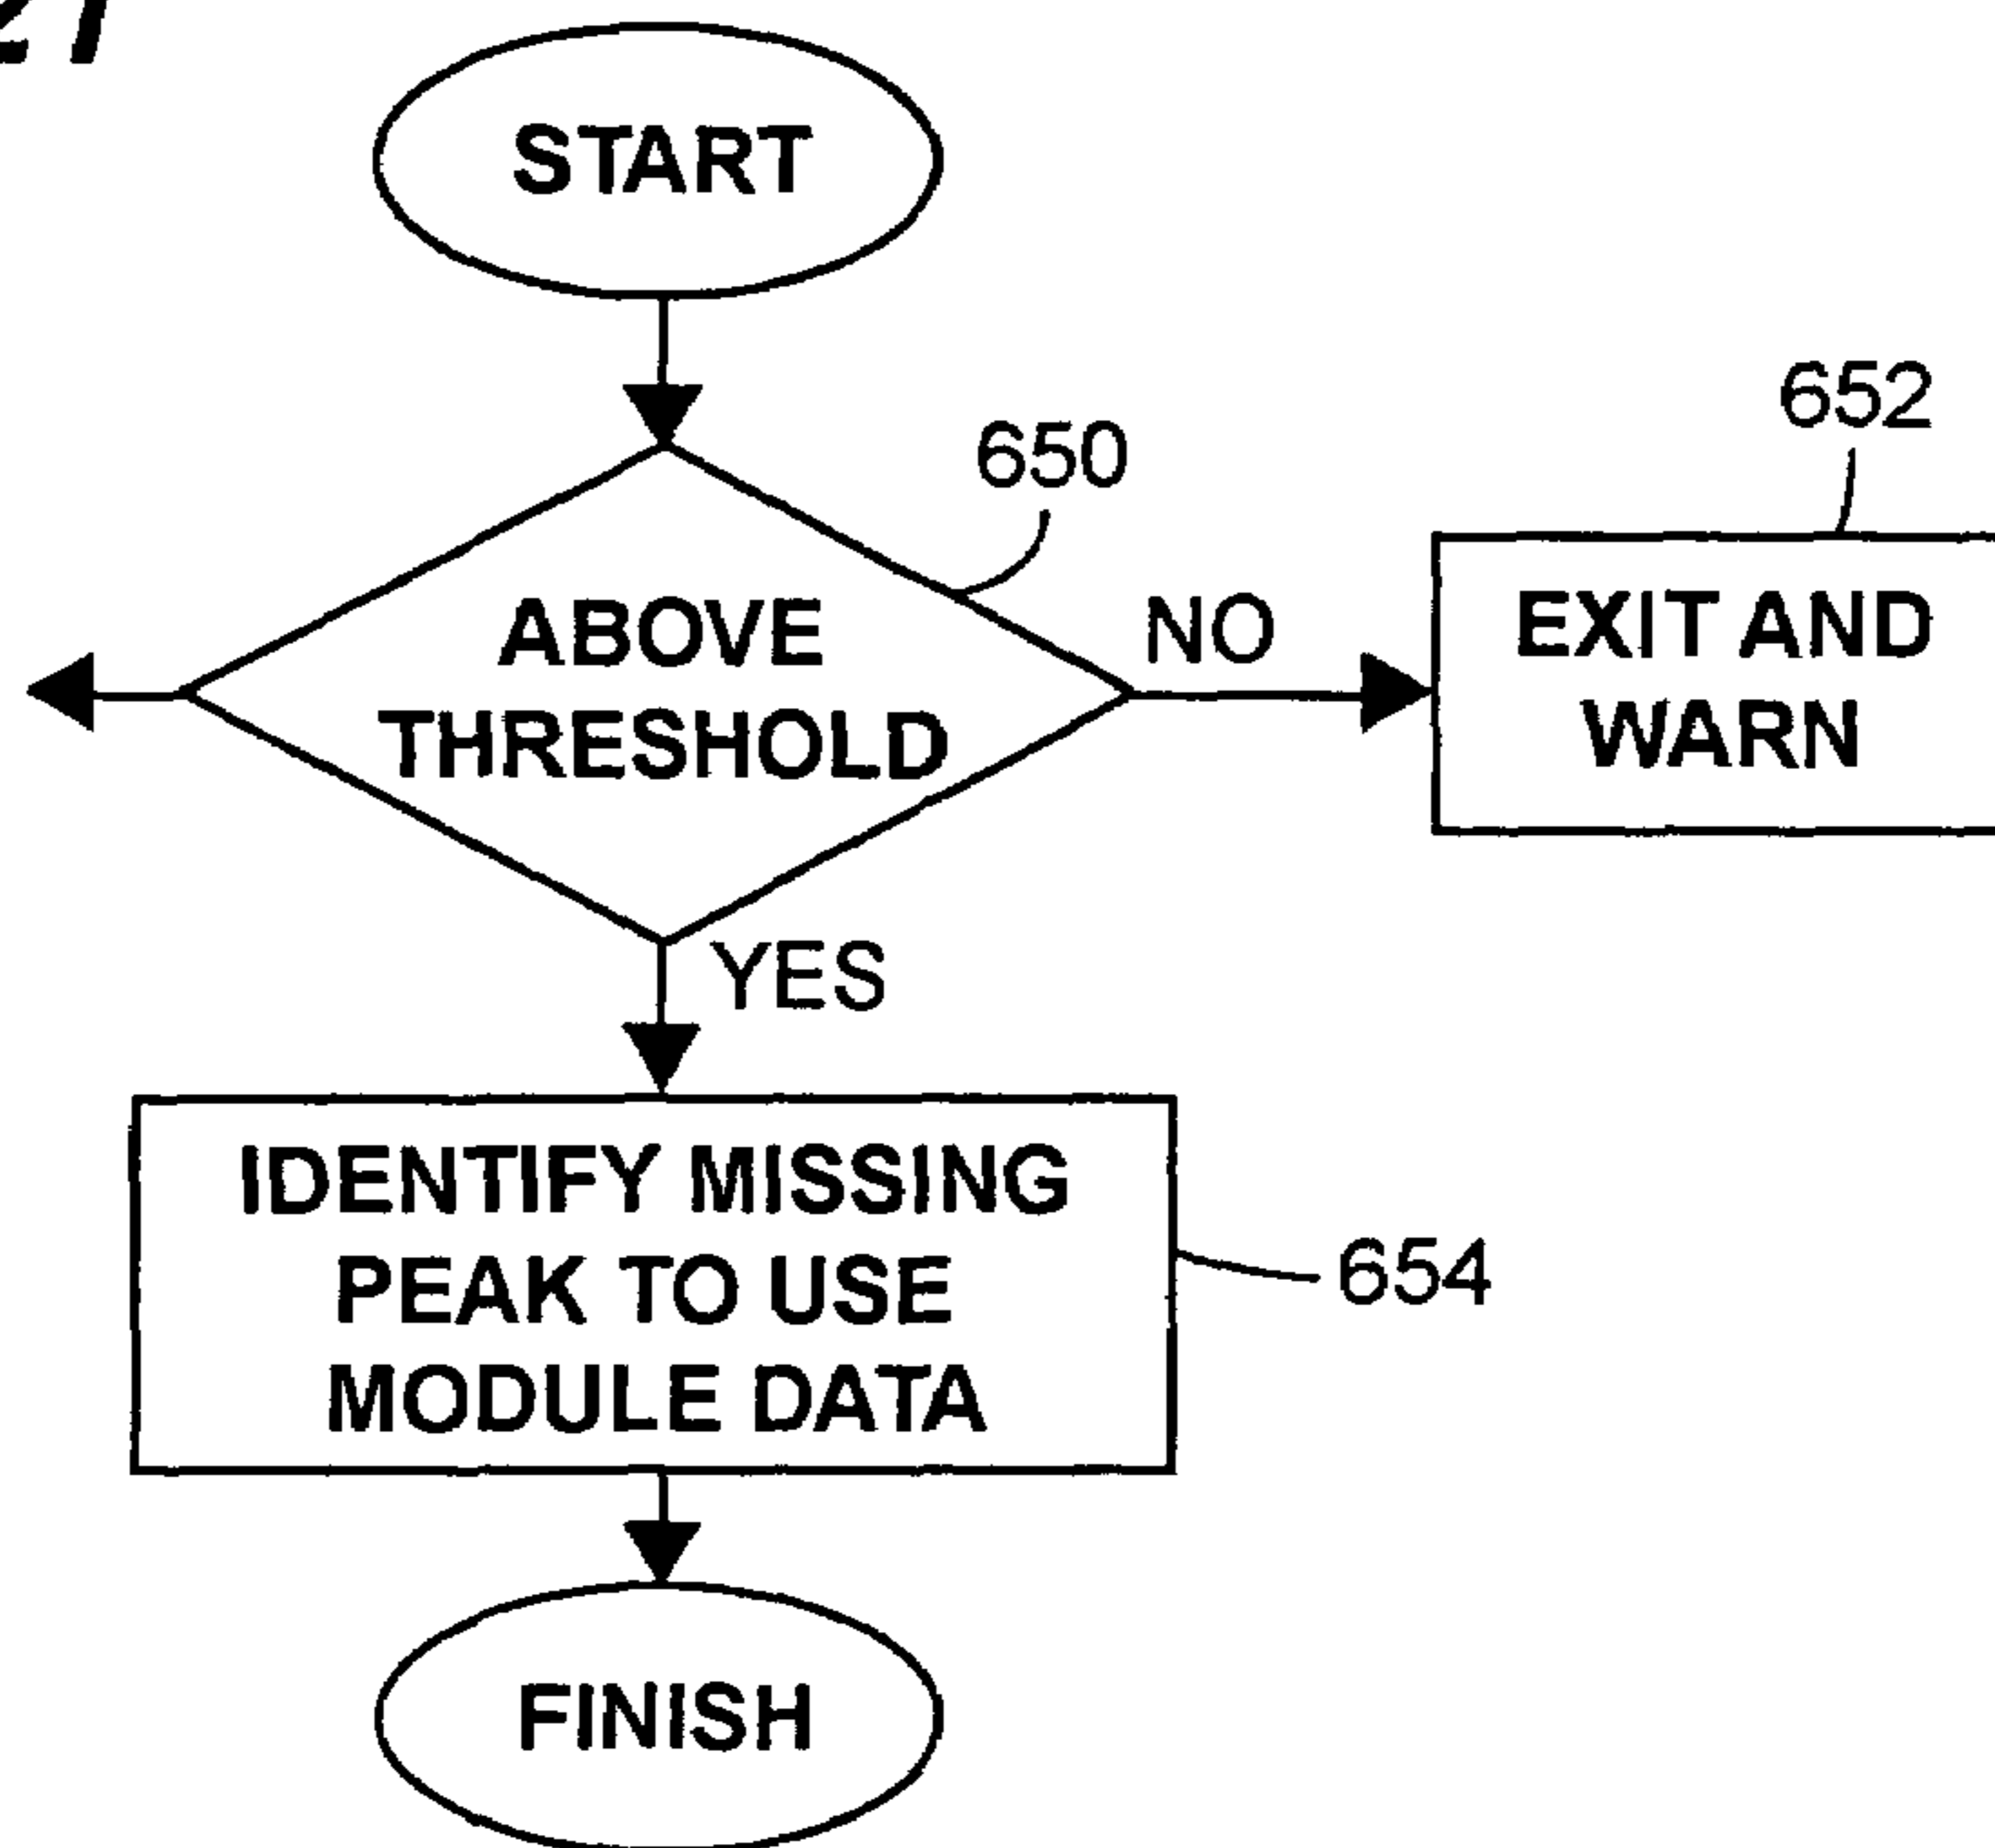 27
START
650
652
ABOVE
THRESHOLD
NO
EXIT AND
WARN
YES
IDENTIFY MISSING
PEAK TO USE
MODULE DATA
654
FINISH